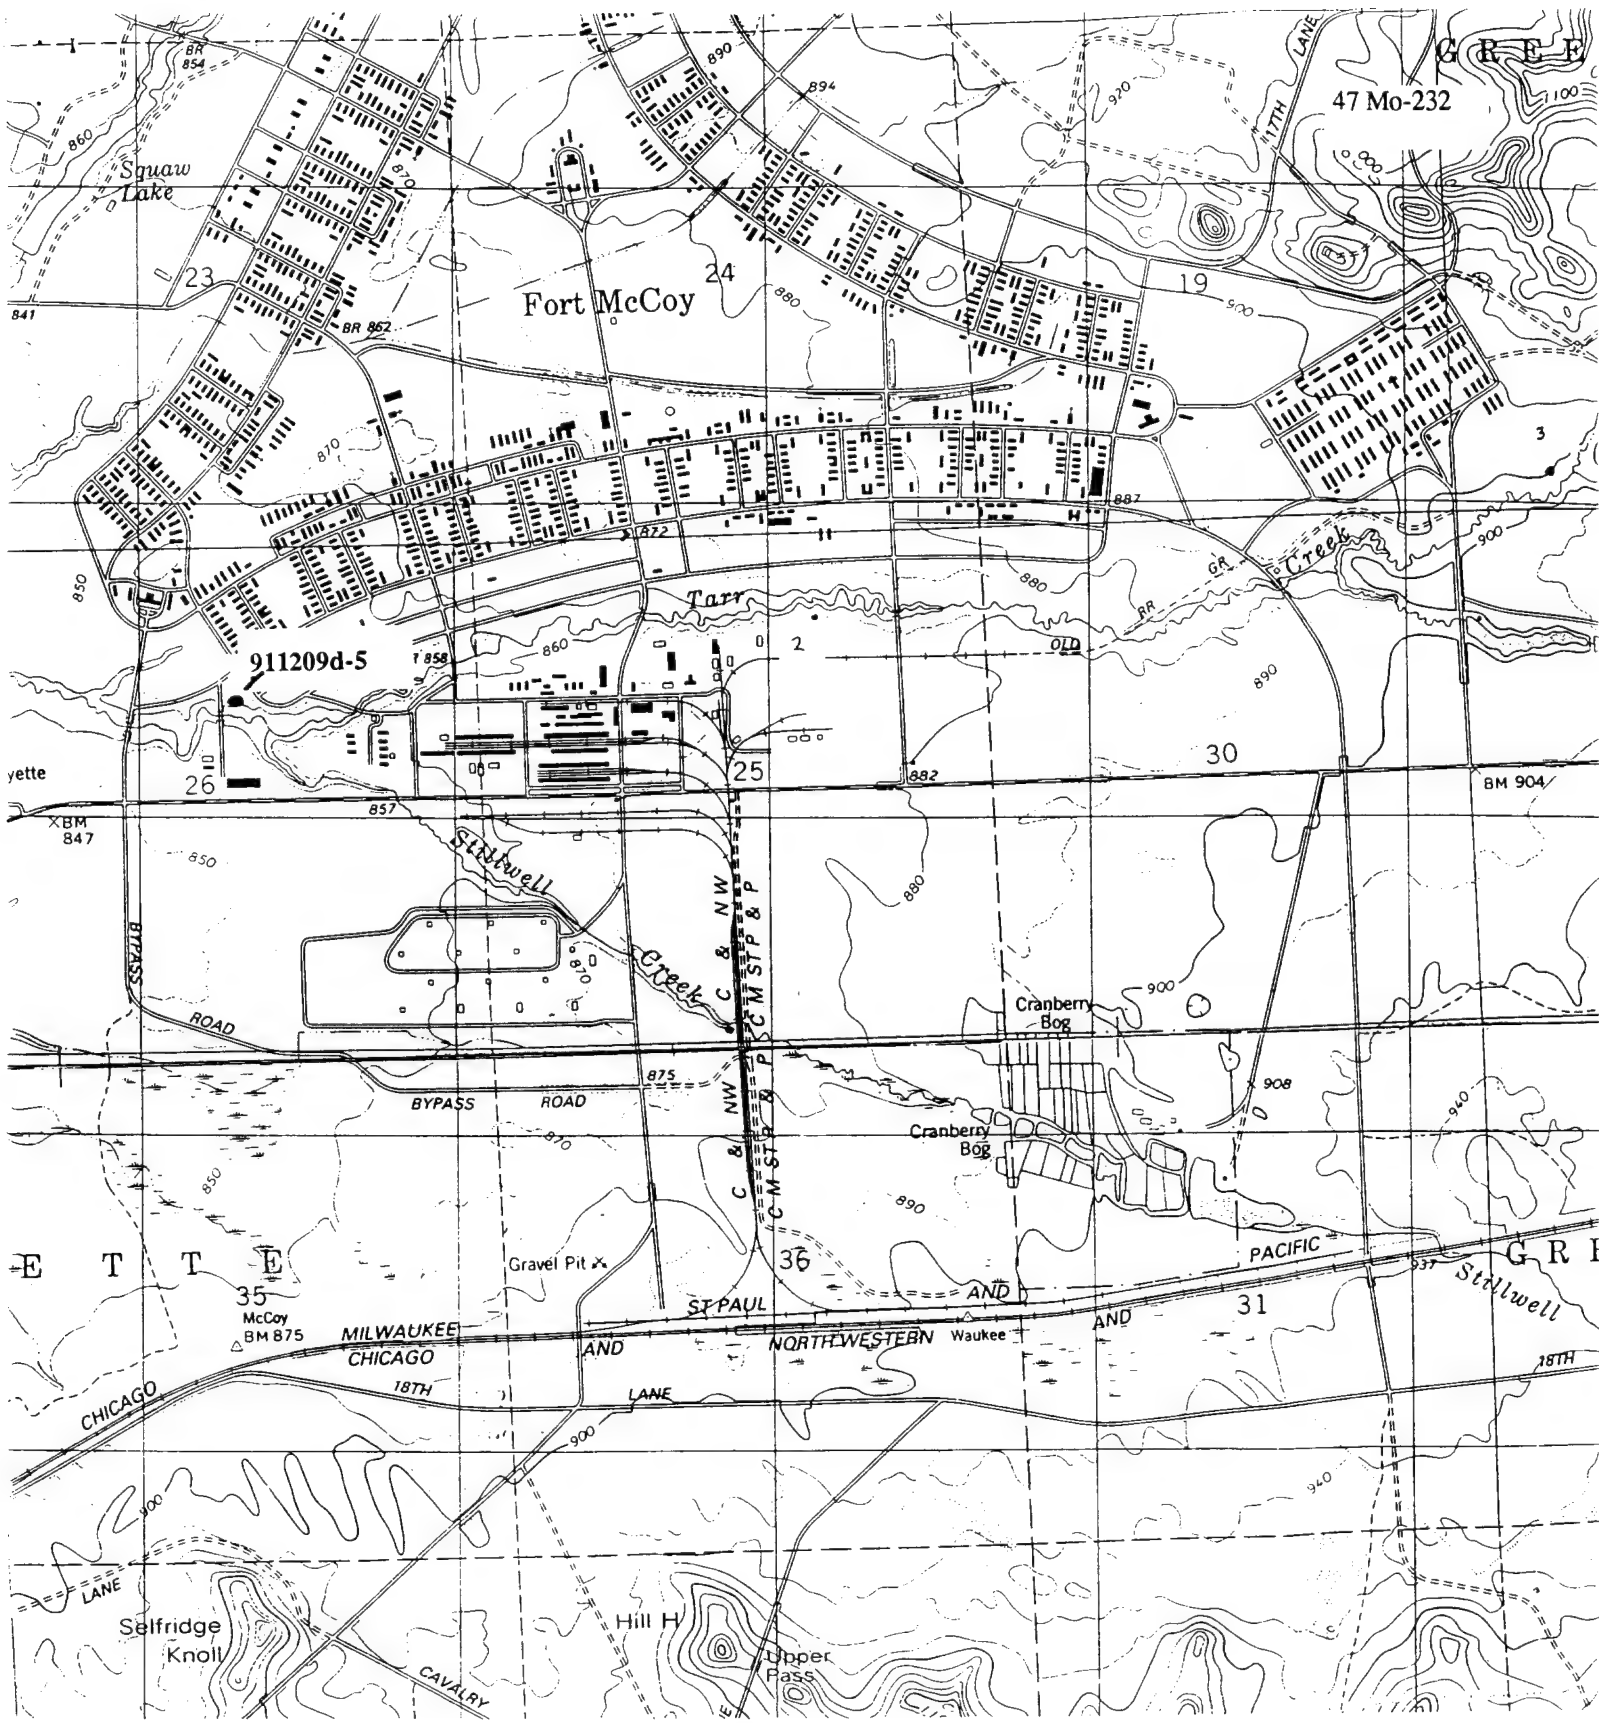 BR
854
890
894
920
17TH
LANE
G R E E
47 Mo-232
1100
860
Squaw
Lake
870
900
23
24
19
Fort McCoy
880
900
841
BR 862
870
3
887
872
Creek
900
GR
850
880
Tarr
RR
OLD
860
2
911209d-5
858
890
yette
26
25
30
882
BM 904
857
BM
847
850
Stillwell
880
C & NW
C M STP & P
BYPASS
870
Creek
900
Cranberry
Bog
ROAD
875
908
BYPASS
ROAD
C & NW
C M ST P & P
940
870
Cranberry
Bog
850
890
E T T E
Gravel Pit
36
PACIFIC
937
G R E
Stillwell
35
McCoy
BM 875
ST PAUL
AND
31
MILWAUKEE
AND
NORTH WESTERN
Waukee
AND
CHICAGO
18TH
CHICAGO
18TH
LANE
900
940
900
LANE
Selfridge
Knoll
Hill H
Upper
Pass
CAVALRY